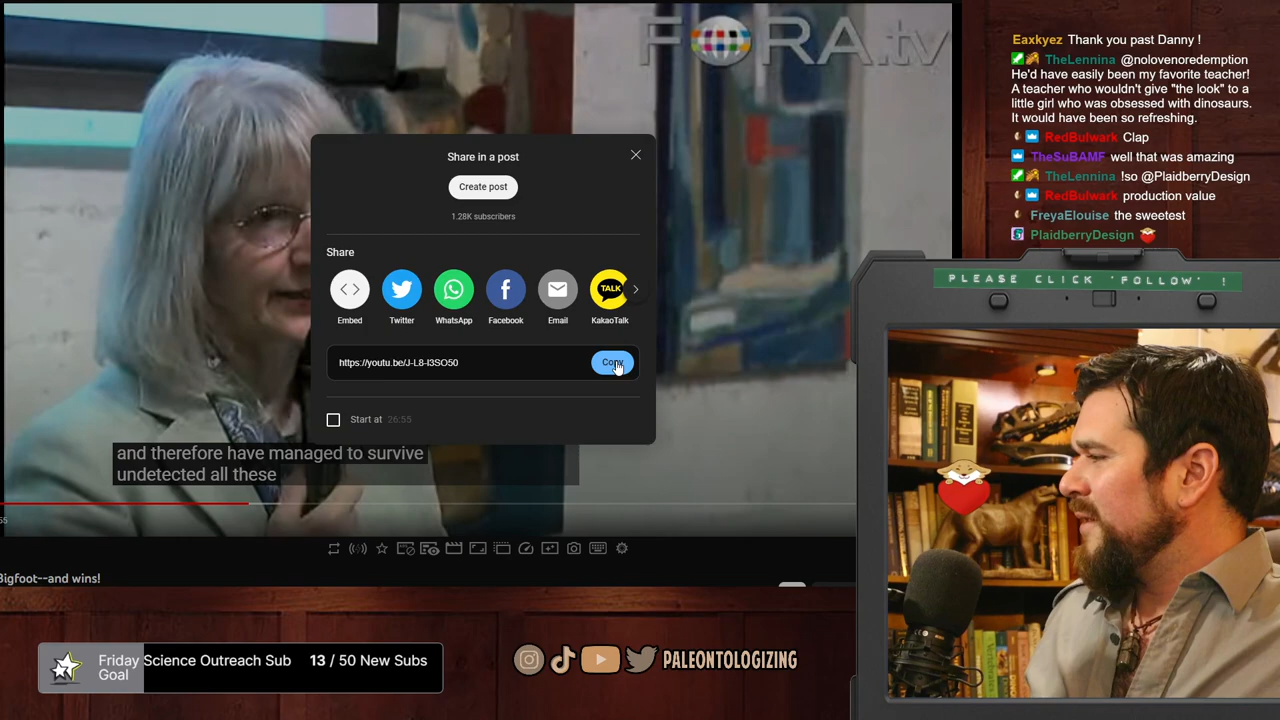 FORA.tv
Share in a post
Create post
1.28K subscribers
Share
Embed
Twitter
WhatsApp
Facebook
Email
TALK
KakaoTalk
https://youtu.be/J-L8-I3SO50
Copy
Start at 26:55
and therefore have managed to survive
undetected all these
55
Bigfoot--and wins!
Friday Science Outreach Sub
Goal
13 / 50 New Subs
PALEONTOLOGIZING
Eaxkyez Thank you past Danny !
TheLennina @nolovenoredemption
He'd have easily been my favorite teacher!
A teacher who wouldn't give "the look" to a
little girl who was obsessed with dinosaurs.
It would have been so refreshing.
RedBulwark Clap
TheSuBAMF well that was amazing
TheLennina !so @PlaidberryDesign
RedBulwark production value
FreyaElouise the sweetest
PlaidberryDesign
PLEASE CLICK 'FOLLOW' !